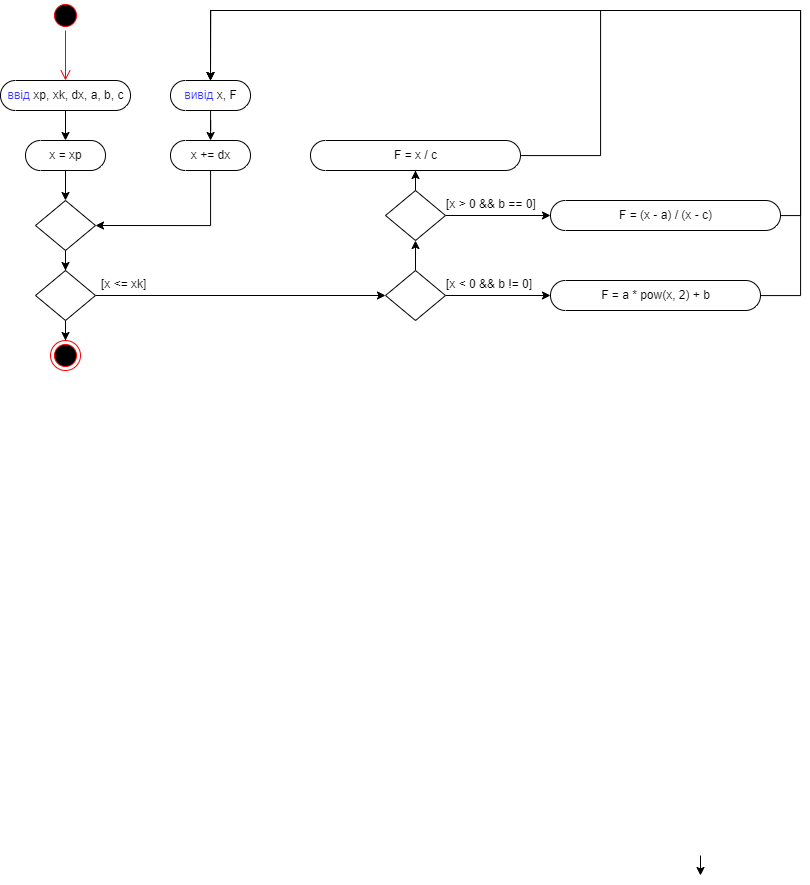 ввід xp, xk, dx, a, b, c
вивід x, F
x = xp
x += dx
F = x / c
[x > 0 && b == 0]
F = (x - a) / (x - c)
[x <= xk]
[x < 0 && b != 0]
F = a * pow(x, 2) + b